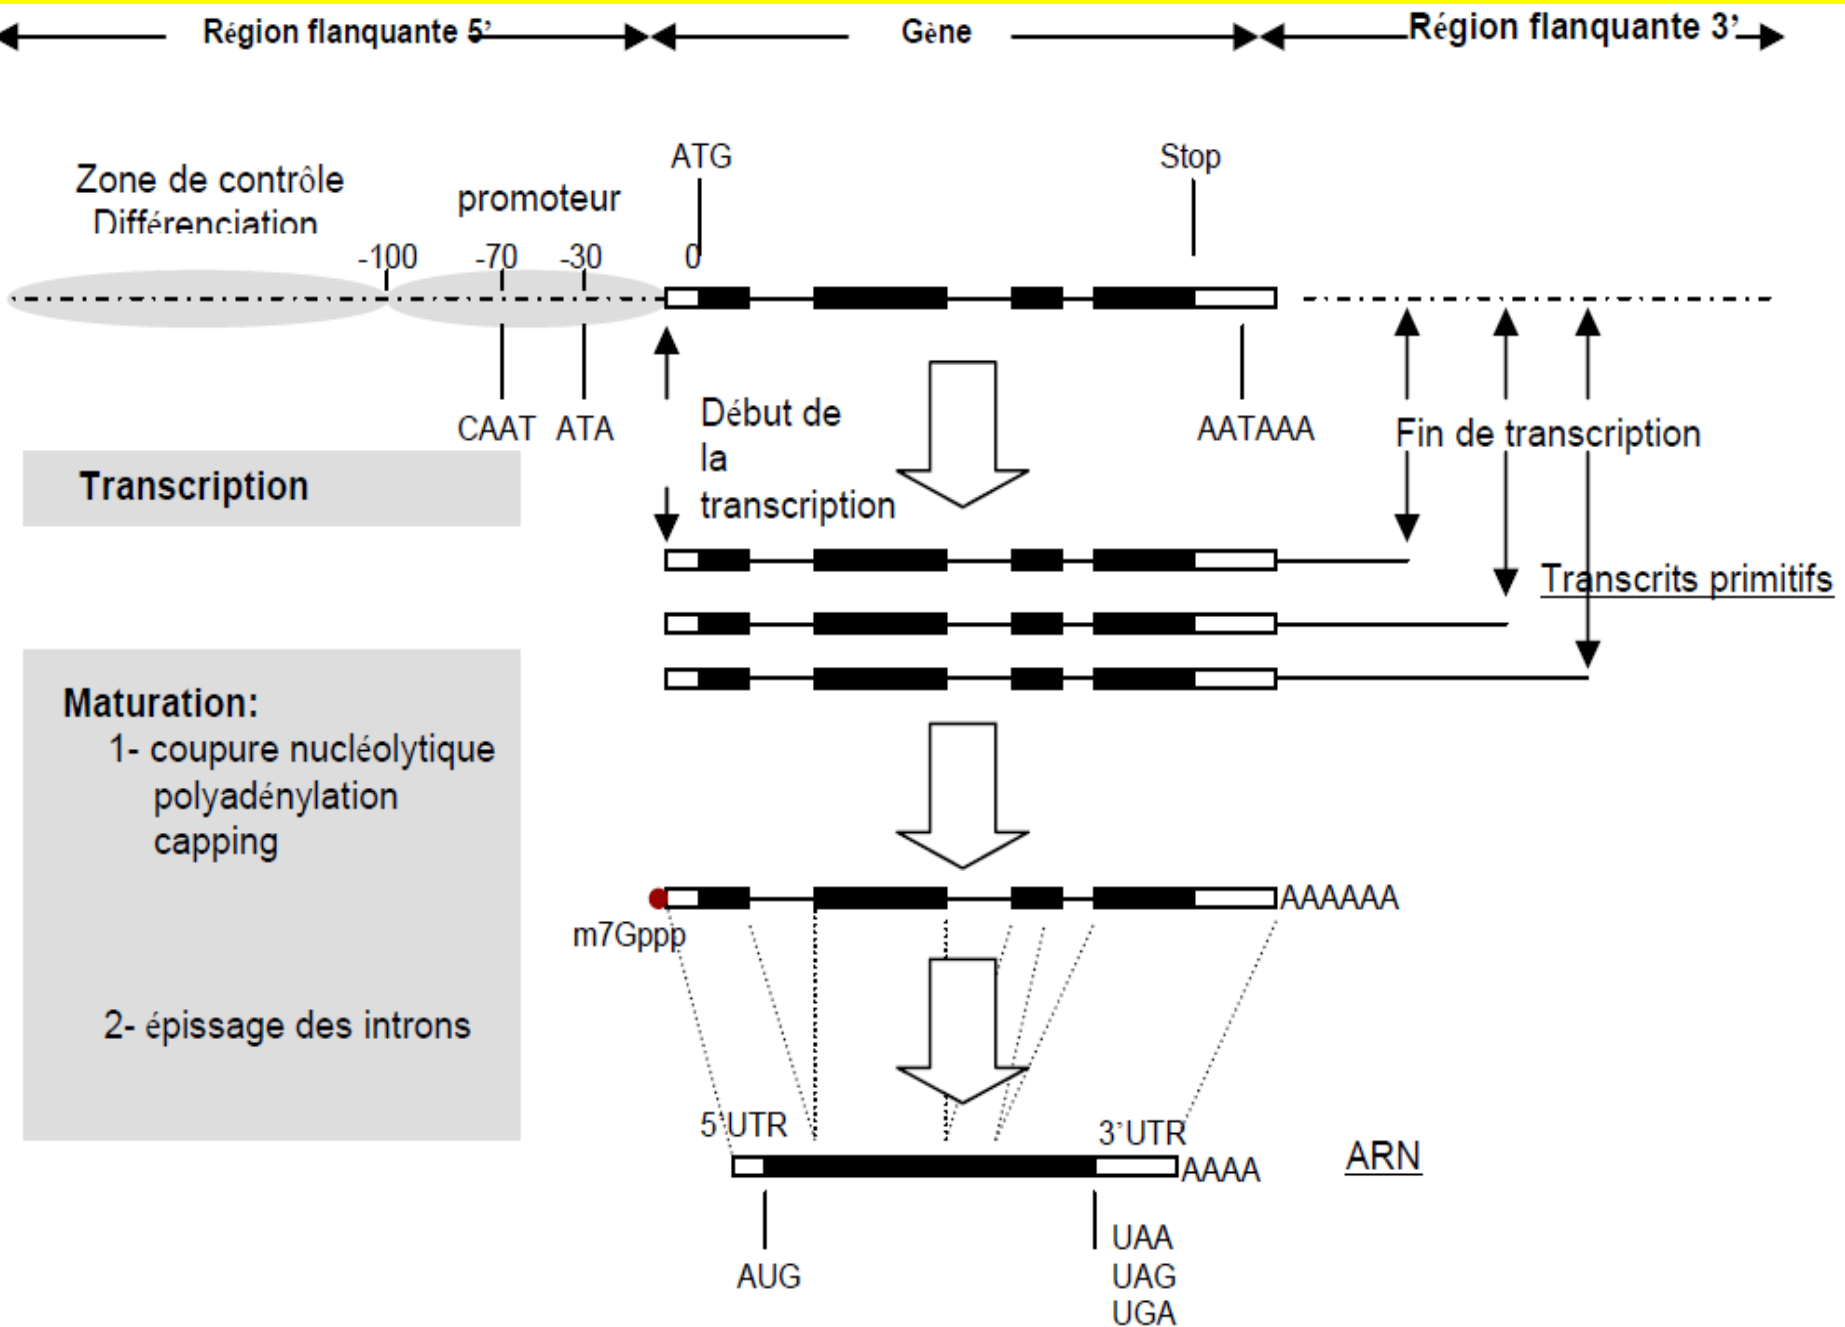 Région flanquante 5’
Gène
Région flanquante 3’
ATG
Stop
Zone de contrôle
Différenciation
promoteur
-100
-70
-30
0
CAAT
ATA
Début de
la
transcription
AATAAA
Fin de transcription
Transcription
Transcrits primitifs
Maturation:
1- coupure nucléolytique
polyadénylation
capping
AAAAAA
m7Gppp
2- épissage des introns
5’UTR
3’UTR
AAAA
ARN
AUG
UAA
UAG
UGA